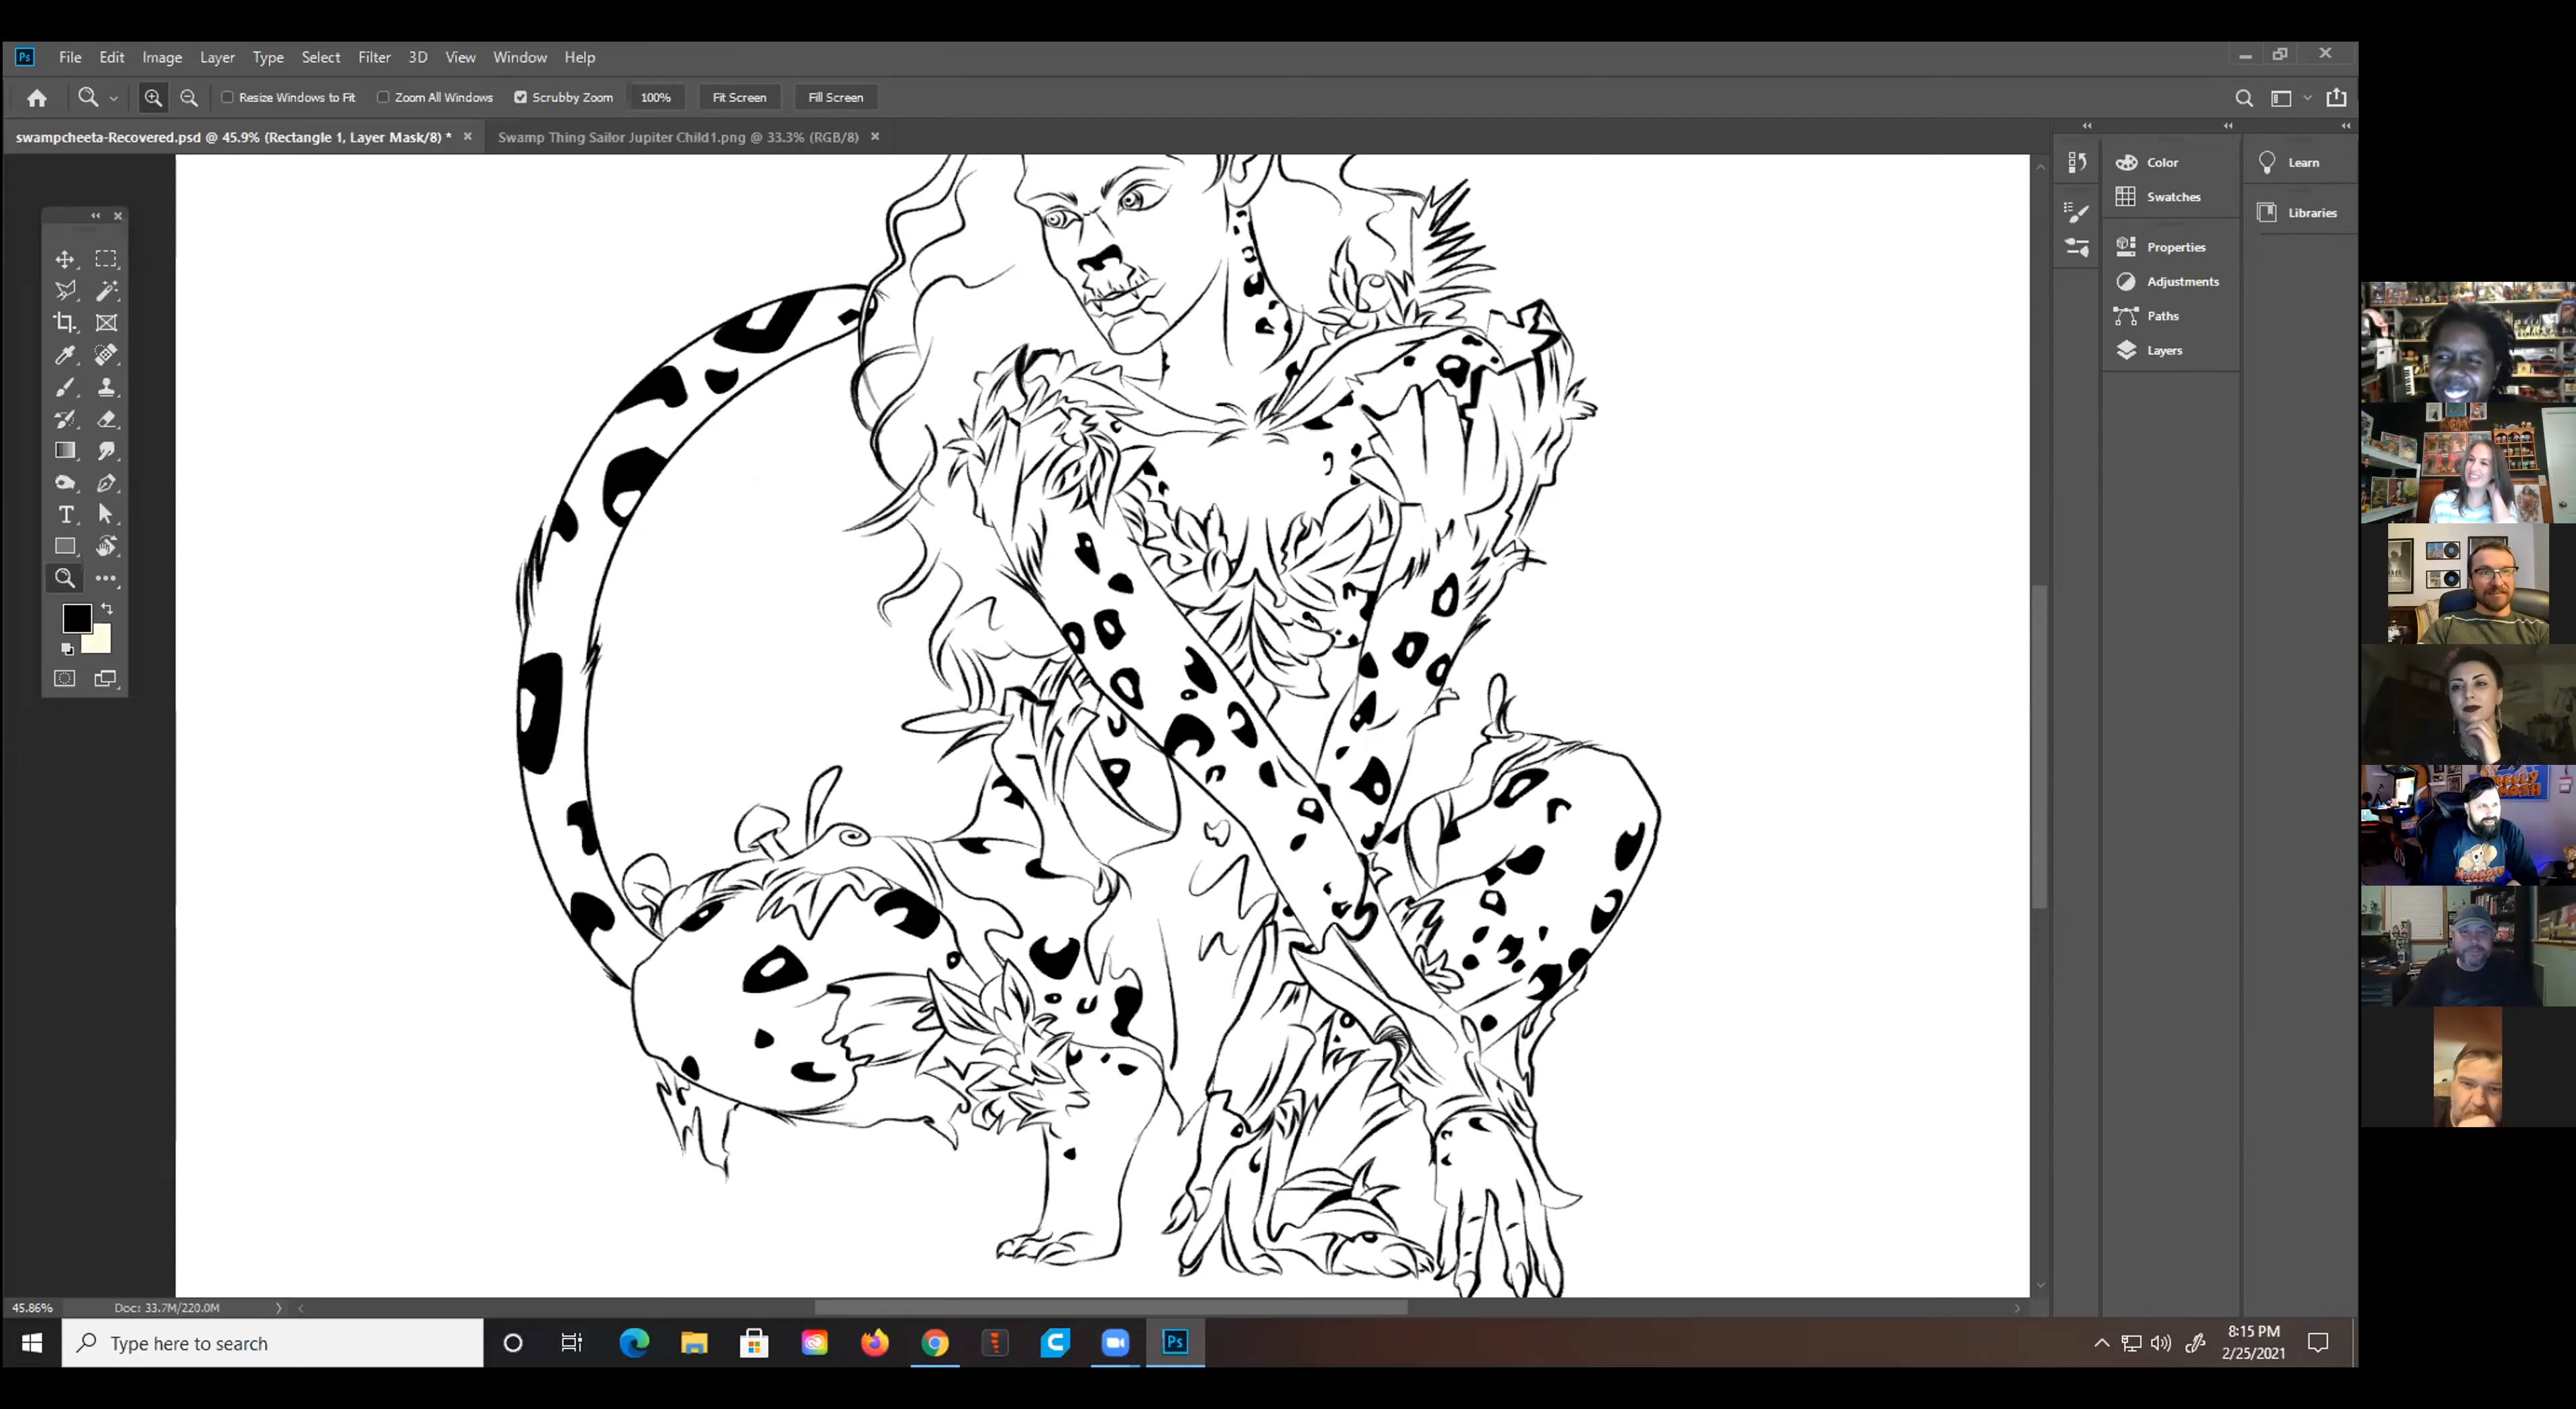 Ps File Edit Image Layer Type Select Filter 3D View Window Help
Resize Windows to Fit Zoom All Windows Scrubby Zoom 100% Fit Screen Fill Screen
swampcheeta-Recovered.psd @ 45.9% (Rectangle 1, Layer Mask/8) * Swamp Thing Sailor Jupiter Child1.png @ 33.3% (RGB/8)
Color
Swatches
Properties
Adjustments
Paths
Layers
Learn
Libraries
45.86% Doc: 33.7M/220.0M
Type here to search
Ps
8:15 PM
2/25/2021